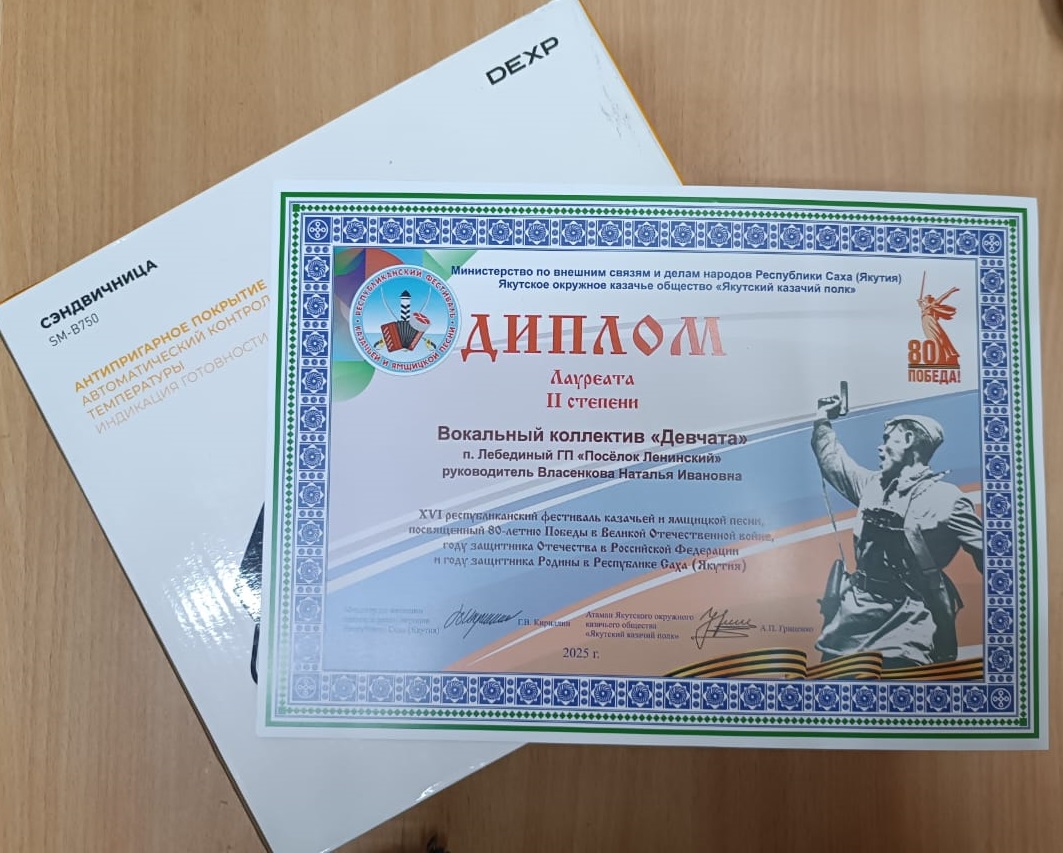 DEXP
СЭНДВИЧНИЦА
SM-B750
АНТИПРИГАРНОЕ ПОКРЫТИЕ
АВТОМАТИЧЕСКИЙ КОНТРОЛ
ТЕМПЕРАТУРЫ
ИНДИКАЦИЯ ГОТОВНОСТИ
РЕСПУБЛИКАНСКИЙ ФЕСТИВАЛЬ
КАЗАЧЬЕЙ И ЯМЩИЦКОЙ ПЕСНИ
Министерство по внешним связям и делам народов Республики Саха (Якутия)
Якутское окружное казачье общество «Якутский казачий полк»
ДИПЛОМ
Лауреата
II степени
80
ПОБЕДА!
Вокальный коллектив «Девчата»
п. Лебединый ГП «Посёлок Ленинский»
руководитель Власенкова Наталья Ивановна
XVI республиканский фестиваль казачьей и ямщицкой песни,
посвященный 80-летию Победы в Великой Отечественной войне,
году защитника Отечества в Российской Федерации
и году защитника Родины в Республике Саха (Якутия)
Саха (Якутия)
Г.В. Кириллин
Атаман Якутского окружного
казачьего общества
«Якутский казачий полк»
А.П.
2025 г.